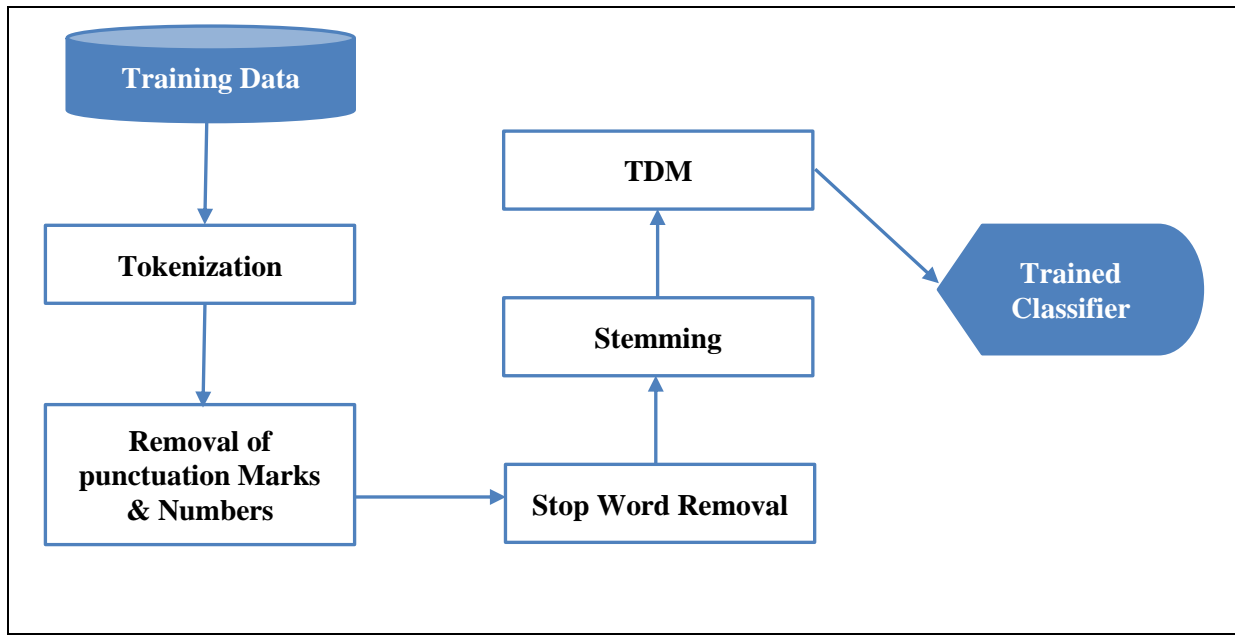 Training Data
Tokenization
Removal of
punctuation Marks
& Numbers
Stop Word Removal
Stemming
TDM
Trained
Classifier